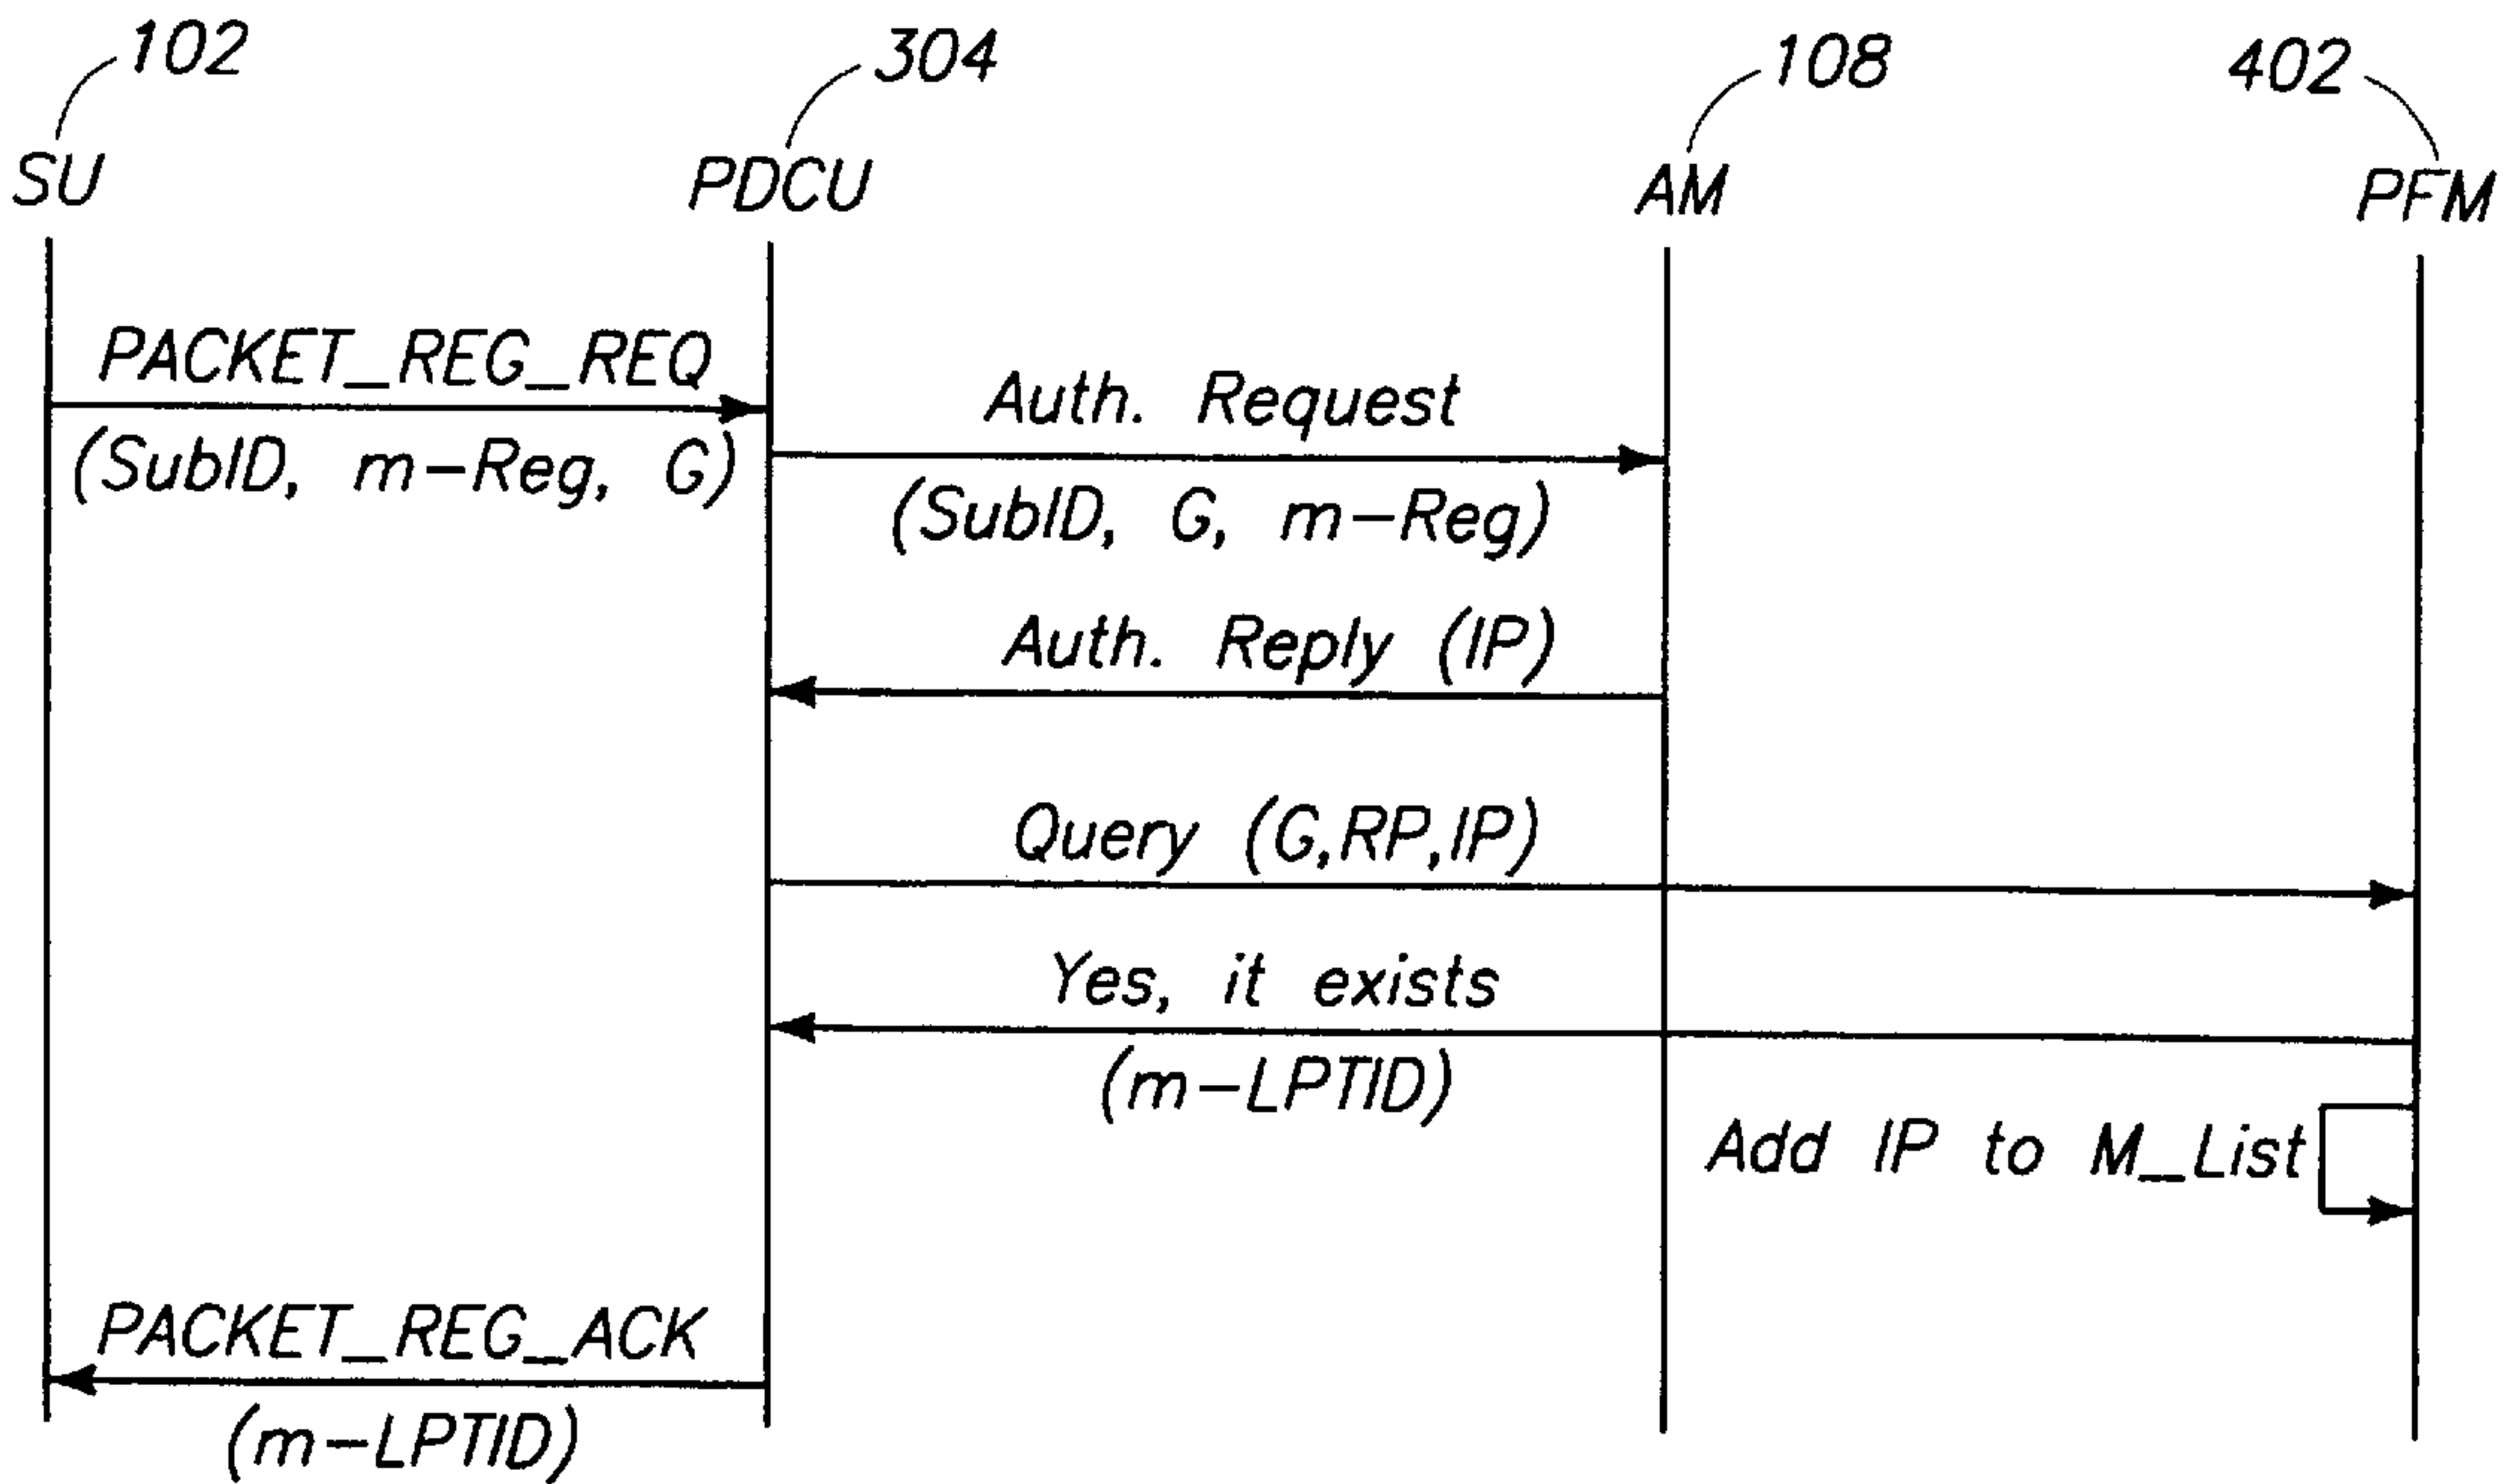 102
304
108
402
SU
PDCU
AM
PFM
PACKET_REG_REQ
(SubID, m-Reg, G)
Auth. Request
(SubID, G, m-Reg)
Auth. Reply (IP)
Query (G,RP,IP)
Yes, it exists
(m-LPTID)
Add IP to M_List
PACKET_REG_ACK
(m-LPTID)